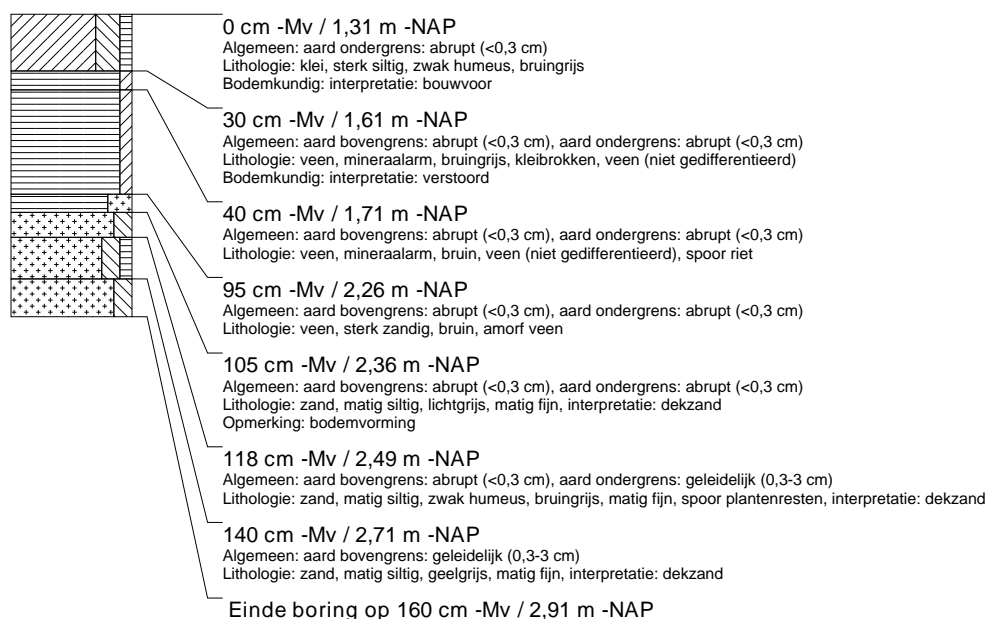 0 cm -Mv / 1,31 m -NAP
Algemeen: aard ondergrens: abrupt (<0,3 cm)
Lithologie: klei, sterk siltig, zwak humeus, bruingrijs
Bodemkundig: interpretatie: bouwvoor
30 cm -Mv / 1,61 m -NAP
Algemeen: aard bovengrens: abrupt (<0,3 cm), aard ondergrens: abrupt (<0,3 cm)
Lithologie: veen, mineraalarm, bruingrijs, kleibrokken, veen (niet gedifferentieerd)
Bodemkundig: interpretatie: verstoord
40 cm -Mv / 1,71 m -NAP
Algemeen: aard bovengrens: abrupt (<0,3 cm), aard ondergrens: abrupt (<0,3 cm)
Lithologie: veen, mineraalarm, bruin, veen (niet gedifferentieerd), spoor riet
95 cm -Mv / 2,26 m -NAP
Algemeen: aard bovengrens: abrupt (<0,3 cm), aard ondergrens: abrupt (<0,3 cm)
Lithologie: veen, sterk zandig, bruin, amorf veen
105 cm -Mv / 2,36 m -NAP
Algemeen: aard bovengrens: abrupt (<0,3 cm), aard ondergrens: abrupt (<0,3 cm)
Lithologie: zand, matig siltig, lichtgrijs, matig fijn, interpretatie: dekzand
Opmerking: bodemvorming
118 cm -Mv / 2,49 m -NAP
Algemeen: aard bovengrens: abrupt (<0,3 cm), aard ondergrens: geleidelijk (0,3-3 cm)
Lithologie: zand, matig siltig, zwak humeus, bruingrijs, matig fijn, spoor plantenresten, interpretatie: dekzand
140 cm -Mv / 2,71 m -NAP
Algemeen: aard bovengrens: geleidelijk (0,3-3 cm)
Lithologie: zand, matig siltig, geelgrijs, matig fijn, interpretatie: dekzand
Einde boring op 160 cm -Mv / 2,91 m -NAP